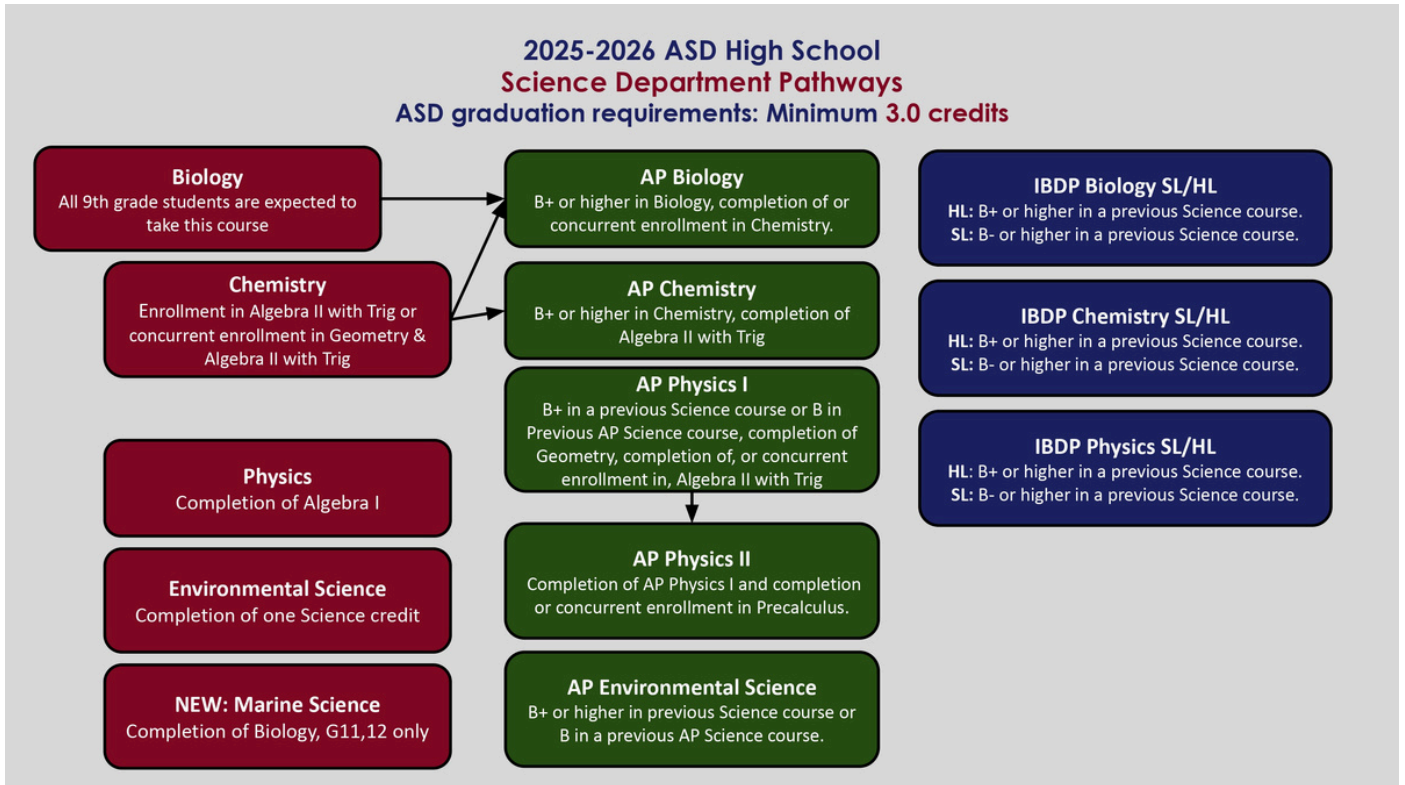 2025-2026 ASD High School
Science Department Pathways
ASD graduation requirements: Minimum 3.0 credits
Biology
All 9th grade students are expected to
take this course
Chemistry
Enrollment in Algebra II with Trig or
concurrent enrollment in Geometry &
Algebra II with Trig
Physics
Completion of Algebra I
Environmental Science
Completion of one Science credit
NEW: Marine Science
Completion of Biology, G11,12 only
AP Biology
B+ or higher in Biology, completion of or
concurrent enrollment in Chemistry.
AP Chemistry
B+ or higher in Chemistry, completion of
Algebra II with Trig
AP Physics I
B+ in a previous Science course or B in
Previous AP Science course, completion of
Geometry, completion of, or concurrent
enrollment in, Algebra II with Trig
AP Physics II
Completion of AP Physics I and completion
or concurrent enrollment in Precalculus.
AP Environmental Science
B+ or higher in previous Science course or
B in a previous AP Science course.
IBDP Biology SL/HL
HL: B+ or higher in a previous Science course.
SL: B- or higher in a previous Science course.
IBDP Chemistry SL/HL
HL: B+ or higher in a previous Science course.
SL: B- or higher in a previous Science course.
IBDP Physics SL/HL
HL: B+ or higher in a previous Science course.
SL: B- or higher in a previous Science course.